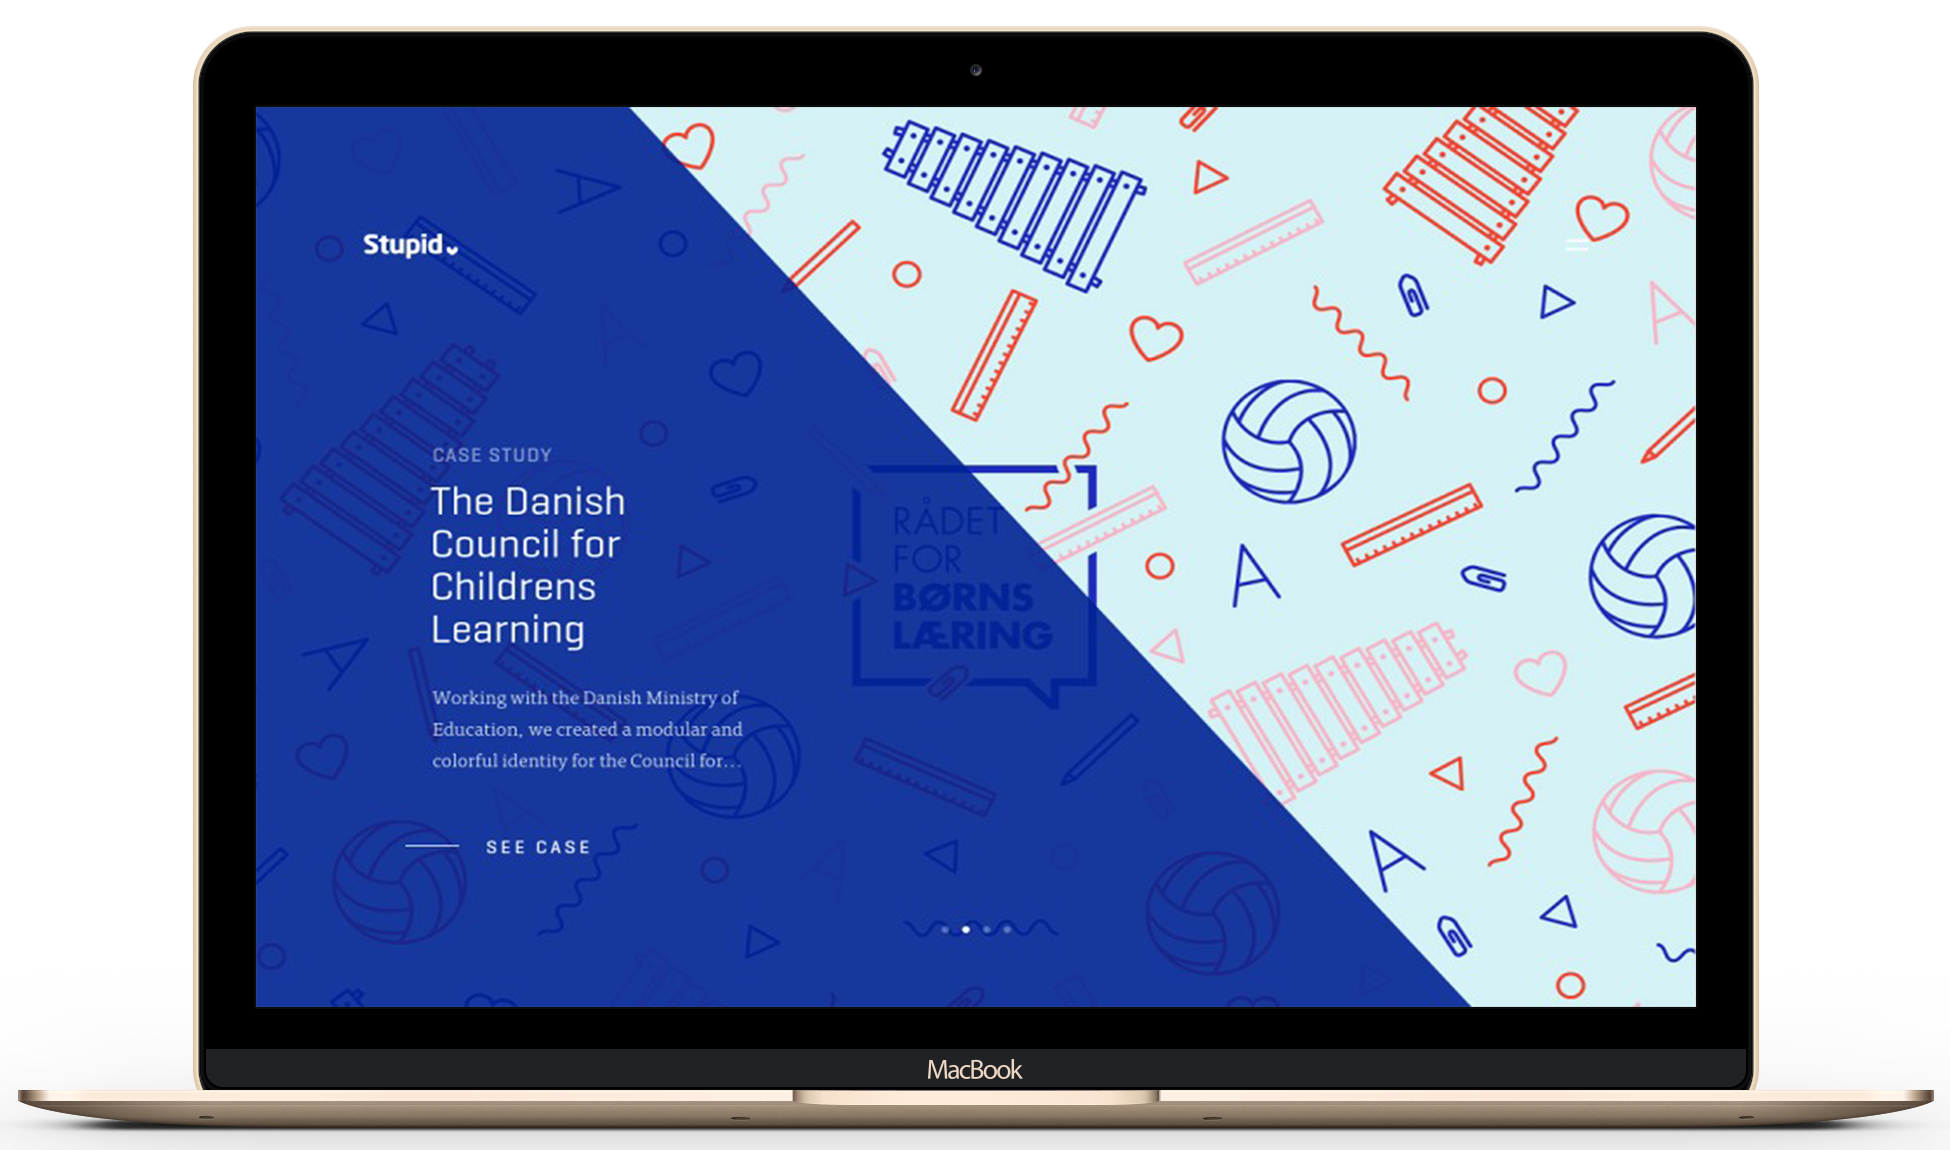 Stupid
CASE STUDY
The Danish
Council for
Childrens
Learning
Working with the Danish Ministry of
Education, we created a modular and
colorful identity for the Council for...
SEE CASE
RÅDET
FOR
BØRNS
LÆRING
A
A
A
A
A
MacBook